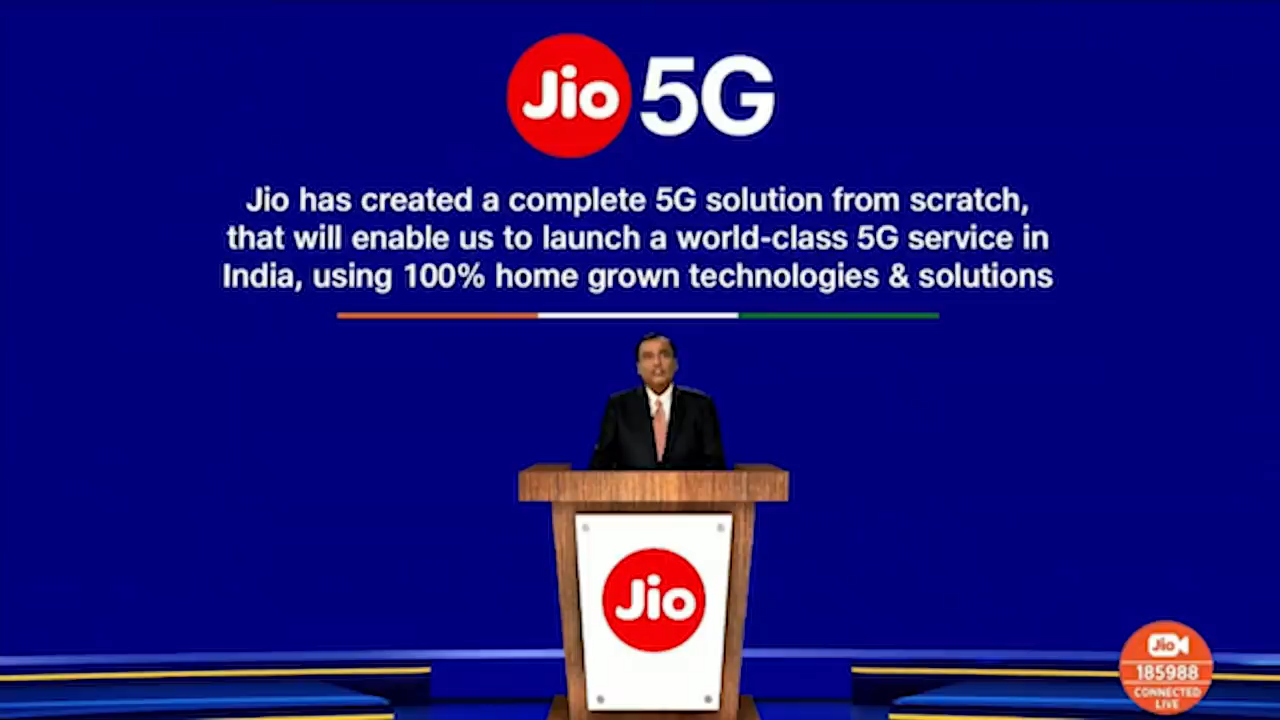 Jio 5G
Jio has created a complete 5G solution from scratch,
that will enable us to launch a world-class 5G service in
India, using 100% home grown technologies & solutions
Jio
Jio
185988
CONNECTED
LIVE